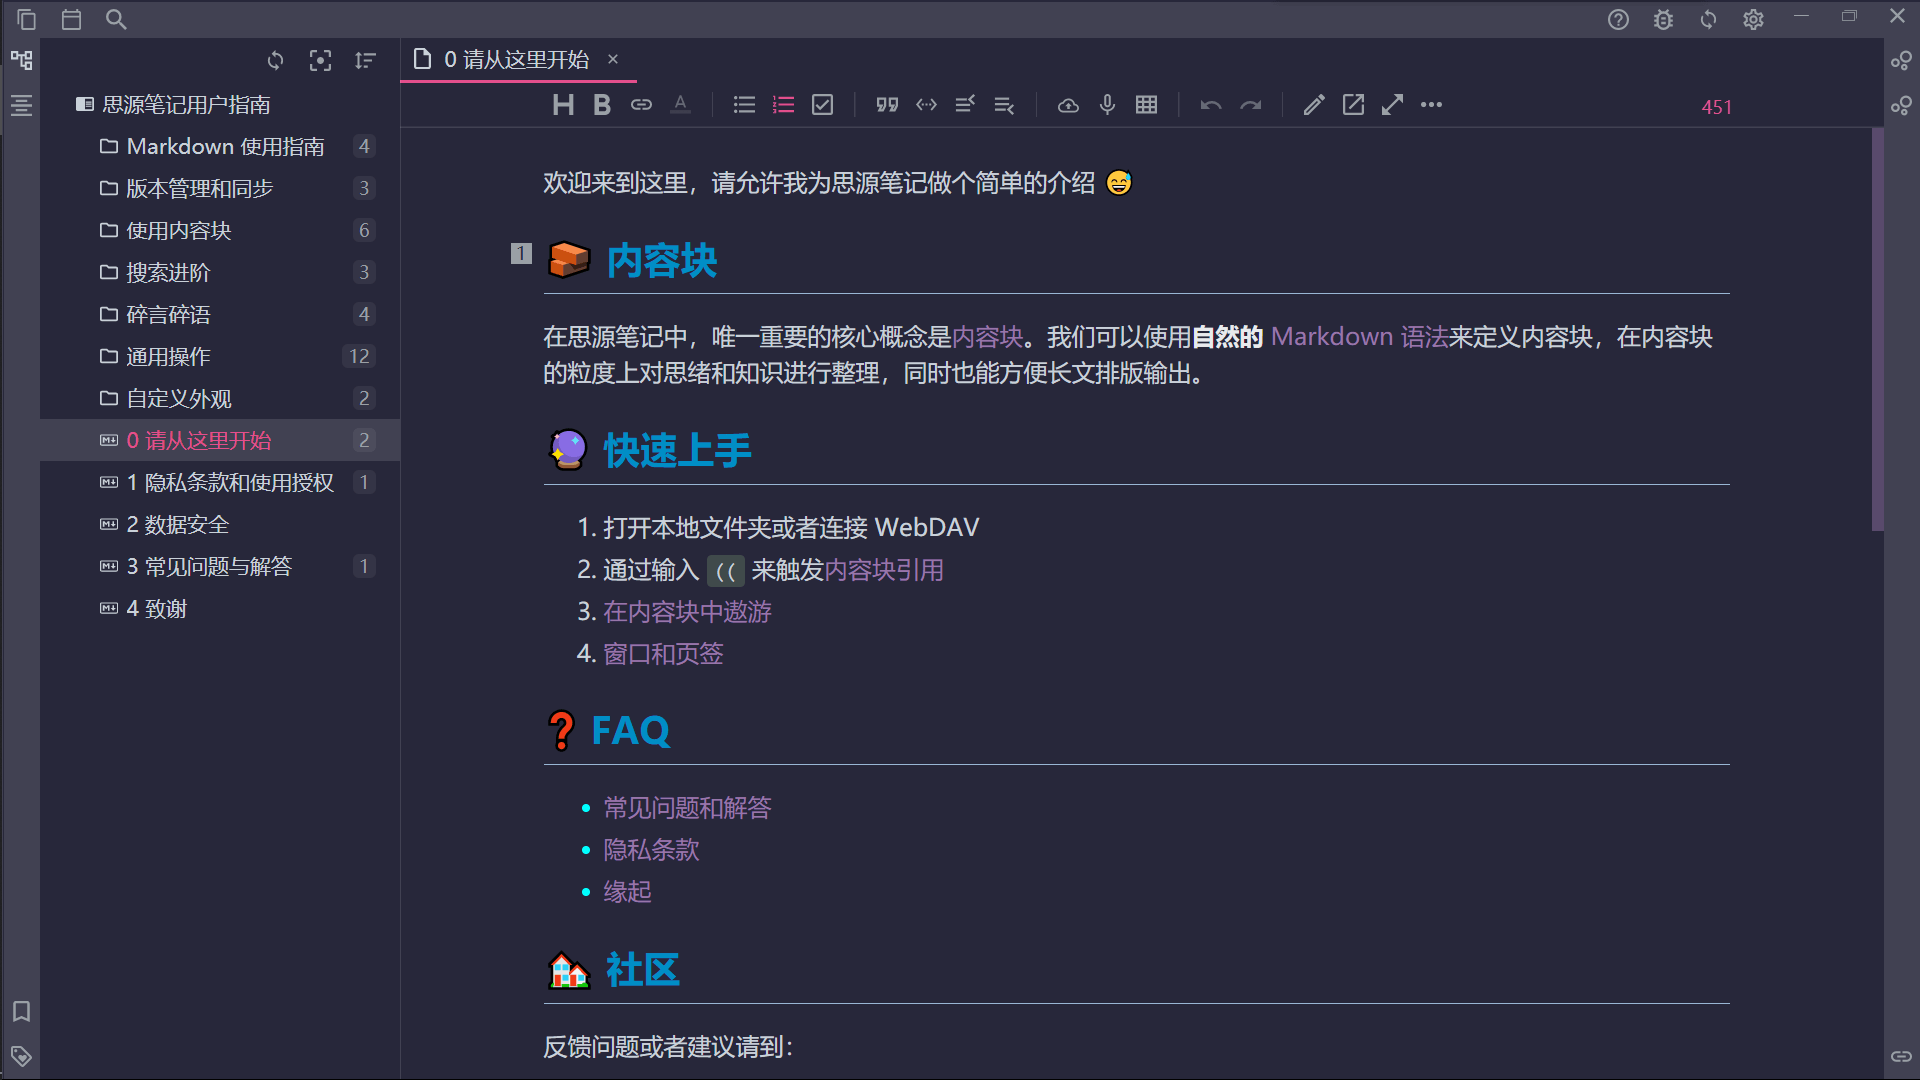 0 请从这里开始
思源笔记用户指南
Markdown 使用指南 4
版本管理和同步 3
使用内容块 6
搜索进阶 3
碎言碎语 4
通用操作 12
自定义外观 2
0 请从这里开始 2
1 隐私条款和使用授权 1
2 数据安全
3 常见问题与解答 1
4 致谢
H B A
451
欢迎来到这里，请允许我为思源笔记做个简单的介绍 😅
1
🧱 内容块
在思源笔记中，唯一重要的核心概念是内容块。我们可以使用自然的 Markdown 语法来定义内容块，在内容块
的粒度上对思绪和知识进行整理，同时也能方便长文排版输出。
🔮 快速上手
1. 打开本地文件夹或者连接 WebDAV
2. 通过输入 (( 来触发内容块引用
3. 在内容块中遨游
4. 窗口和页签
❓ FAQ
• 常见问题和解答
• 隐私条款
• 缘起
🏘️ 社区
反馈问题或者建议请到：